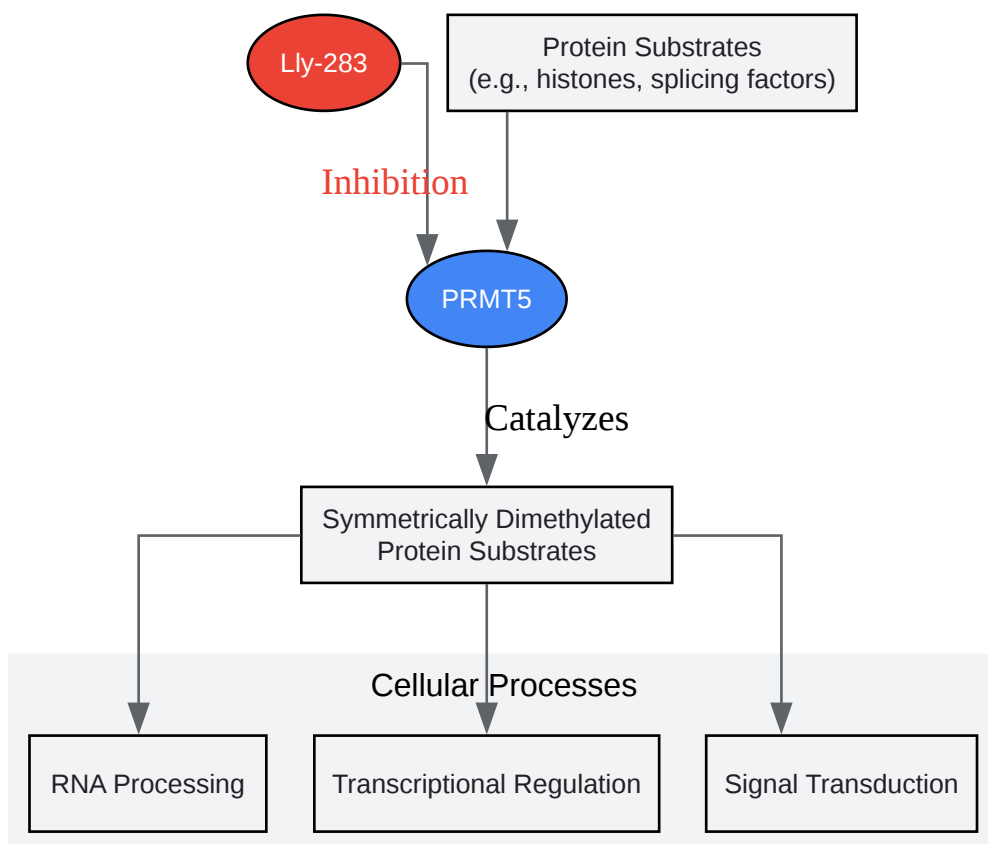 Lly-283
Protein Substrates
(e.g., histones, splicing factors)
Inhibition
PRMT5
Catalyzes
Symmetrically Dimethylated
Protein Substrates
Cellular Processes
RNA Processing
Transcriptional Regulation
Signal Transduction